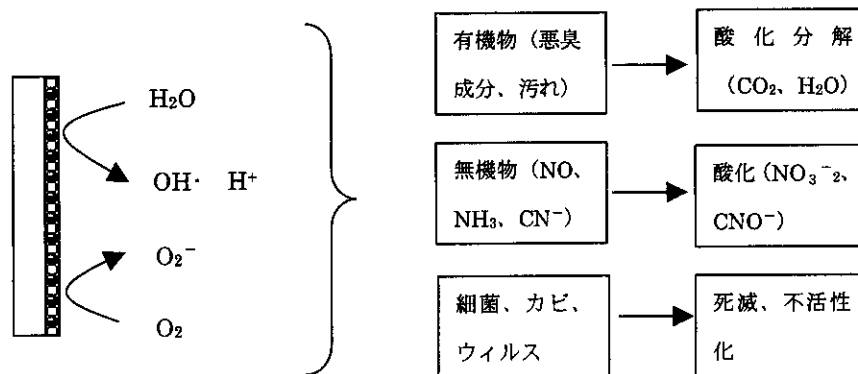 H₂O
OH· H⁺
O₂⁻
O₂
有機物（悪臭
成分、汚れ）
酸化分解
（CO₂、H₂O）
無機物（NO、
NH₃、CN⁻）
酸化（NO₃⁻₂、
CNO⁻）
細菌、カビ、
ウィルス
死滅、不活性
化